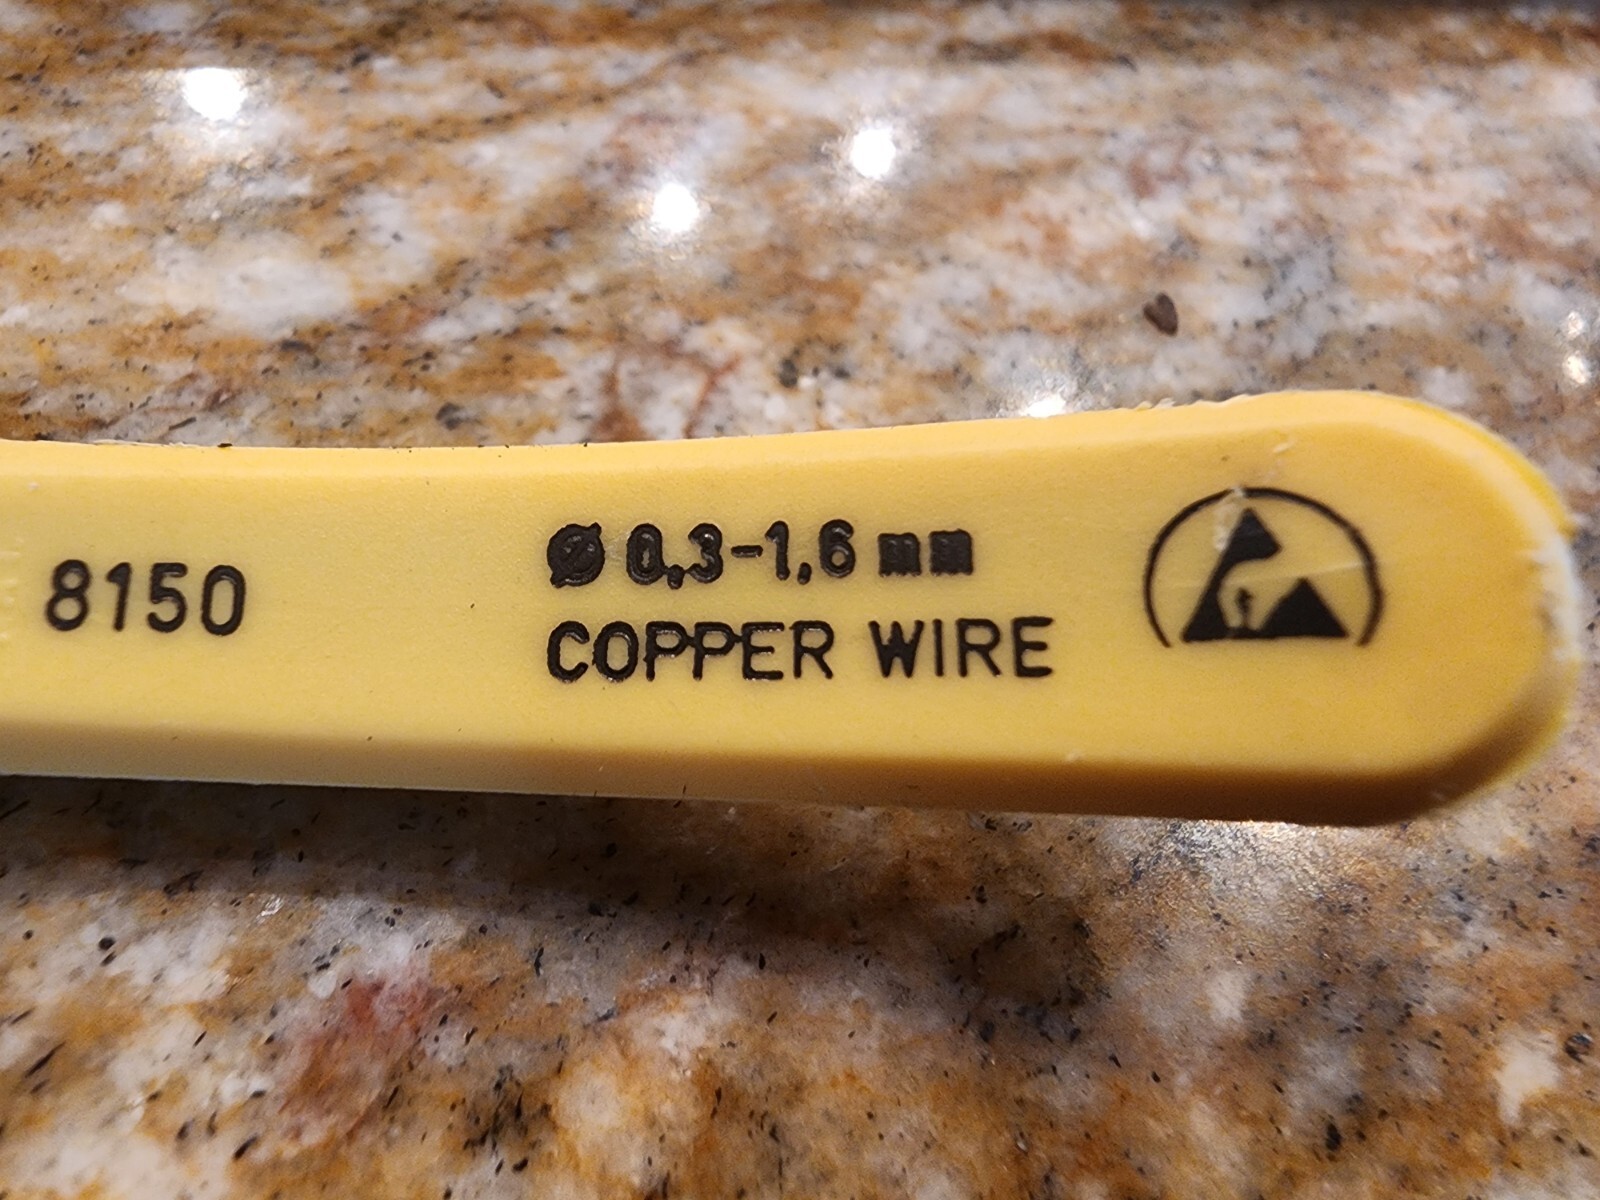 8150
Ø 0,3-1,6 mm
COPPER WIRE